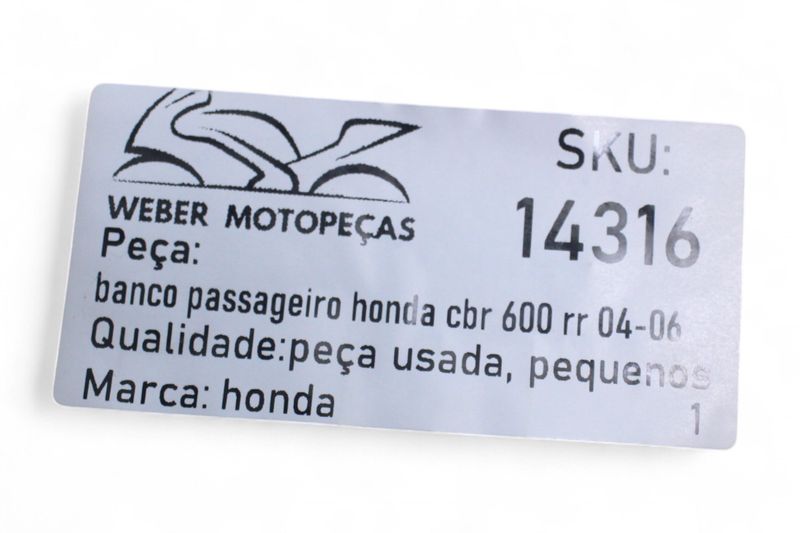 WEBER MOTOPEÇAS
SKU:
14316
Peça:
banco passageiro honda cbr 600 rr 04-06
Qualidade:peça usada, pequenos
Marca: honda
1